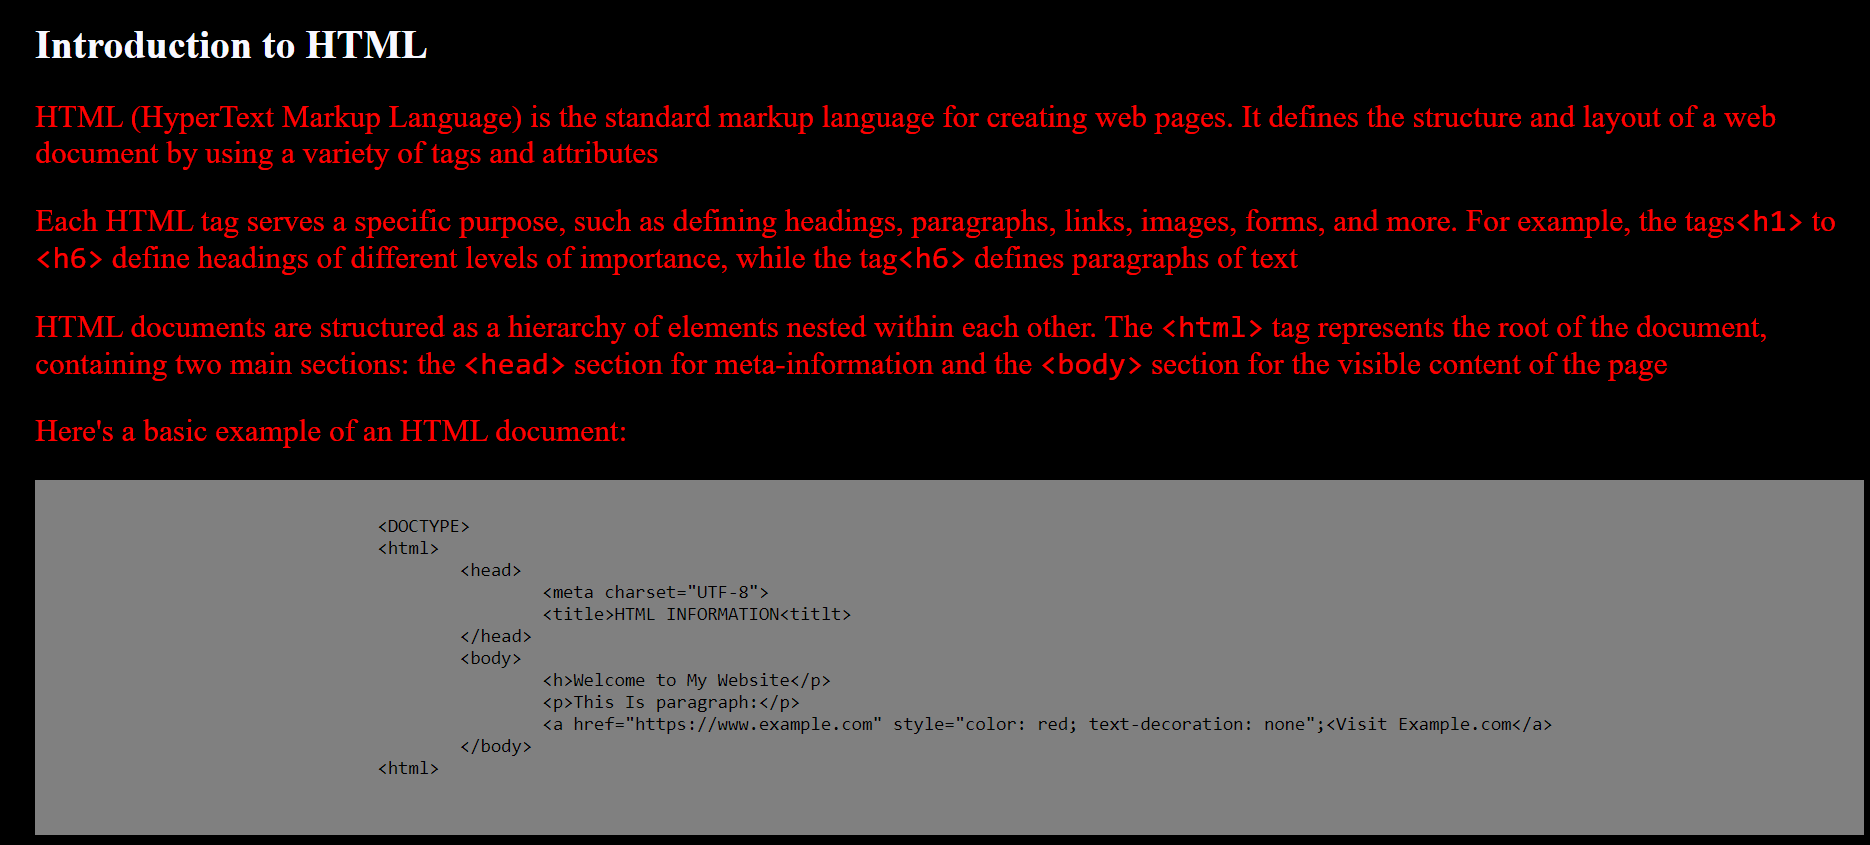 Introduction to HTML
HTML (HyperText Markup Language) is the standard markup language for creating web pages. It defines the structure and layout of a web
document by using a variety of tags and attributes
Each HTML tag serves a specific purpose, such as defining headings, paragraphs, links, images, forms, and more. For example, the tags<h1> to
<h6> define headings of different levels of importance, while the tag<h6> defines paragraphs of text
HTML documents are structured as a hierarchy of elements nested within each other. The <html> tag represents the root of the document,
containing two main sections: the <head> section for meta-information and the <body> section for the visible content of the page
Here's a basic example of an HTML document:
<DOCTYPE>
<html>
<head>
<meta charset="UTF-8">
<title>HTML INFORMATION<titlt>
</head>
<body>
<h>Welcome to My Website</p>
<p>This Is paragraph:</p>
<a href="https://www.example.com" style="color: red; text-decoration: none";<Visit Example.com</a>
</body>
<html>